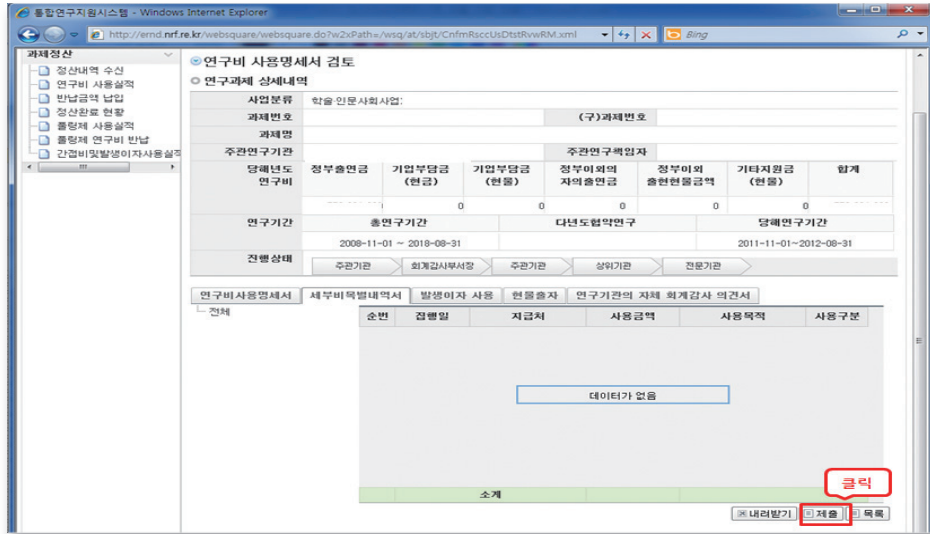 통합연구지원시스템 - Windows Internet Explorer
http://ernd.nrf.re.kr/websquare/websquare.do?w2xPath=/wsq/at/sbjt/CnfmRsccUsDtstRvwRM.xml
Bing
과제정산
정산내역 수신
연구비 사용실적
반납금액 납입
정산완료 현황
풀링제 사용실적
풀링제 연구비 반납
간접비및발생이자사용실적
연구비 사용명세서 검토
연구과제 상세내역
사업분류 학술·인문사회사업:
과제번호 (구)과제번호
과제명
주관연구기관 주관연구책임자
당해년도 연구비 정부출연금 기업부담금 (현금) 기업부담금 (현물) 정부이외의 자의출연금 정부이외 출현현물금액 기타지원금 (현물) 합계
0 0 0 0 0
연구기간 총연구기간 다년도협약연구 당해연구기간
2008-11-01 ~ 2018-08-31 2011-11-01~2012-08-31
진행상태 주관기관 회계감사부서장 주관기관 상위기관 전문기관
연구비사용명세서 세부비목별내역서 발생이자 사용 현물출자 연구기관의 자체 회계감사 의견서
전체
순번 집행일 지급처 사용금액 사용목적 사용구분
데이터가 없음
소계
클릭
내려받기 제출 목록